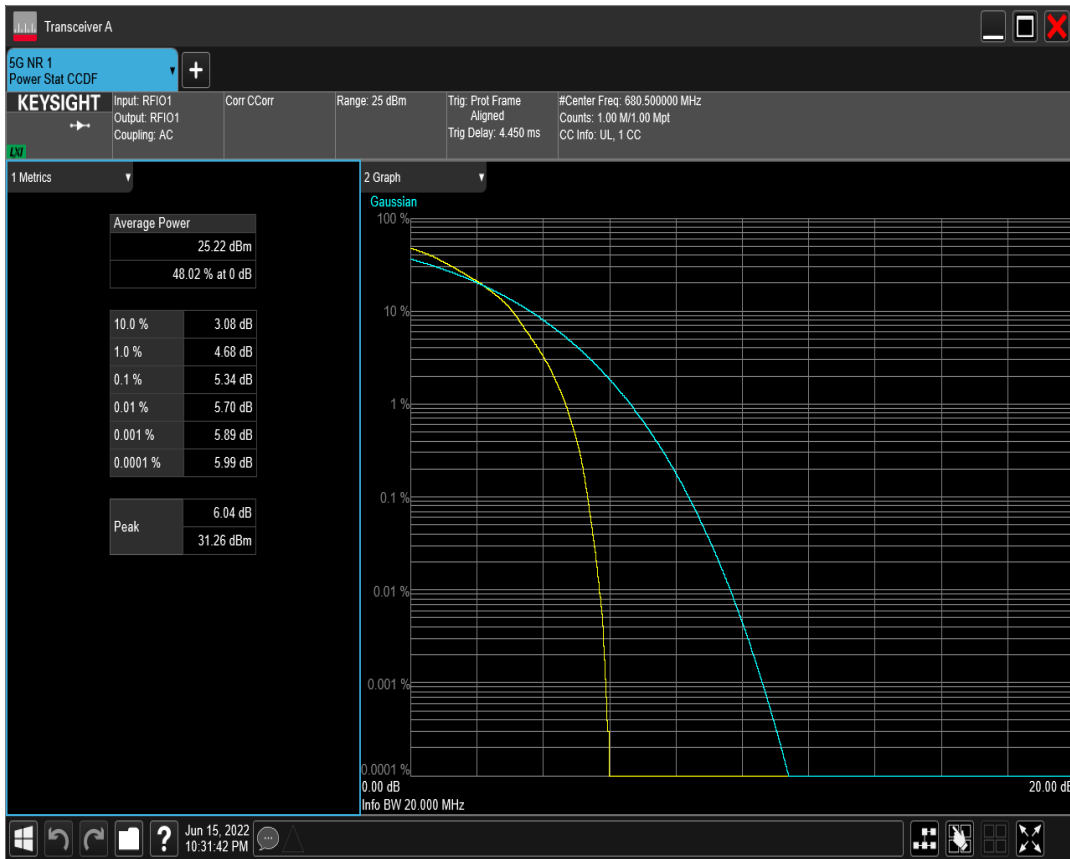 Transceiver A
5G NR 1
Power Stat CCDF
+
KEYSIGHT
LXI
Input: RFIO1
Output: RFIO1
Coupling: AC
Corr CCorr
Range: 25 dBm
Trig: Prot Frame
Aligned
Trig Delay: 4.450 ms
#Center Freq: 680.500000 MHz
Counts: 1.00 M/1.00 Mpt
CC Info: UL, 1 CC
1 Metrics
Average Power
25.22 dBm
48.02 % at 0 dB
10.0 % 3.08 dB
1.0 % 4.68 dB
0.1 % 5.34 dB
0.01 % 5.70 dB
0.001 % 5.89 dB
0.0001 % 5.99 dB
Peak
6.04 dB
31.26 dBm
2 Graph
Gaussian
100 %
10 %
1 %
0.1 %
0.01 %
0.001 %
0.0001 %
0.00 dB 20.00 dB
Info BW 20.000 MHz
?
Jun 15, 2022
10:31:42 PM